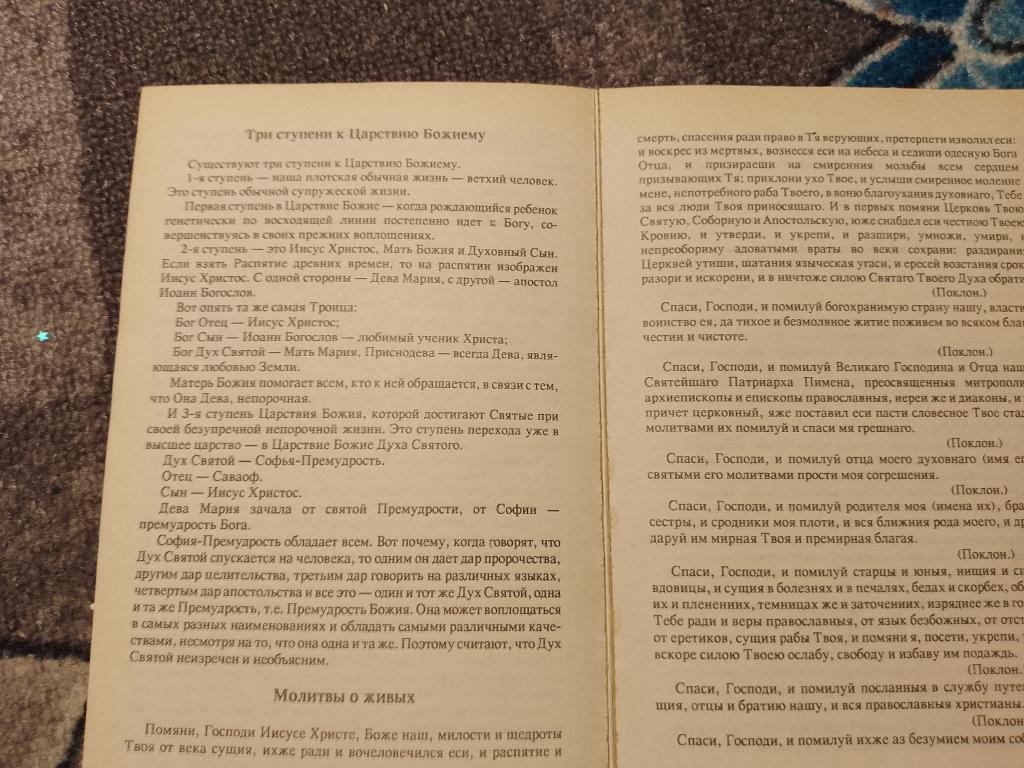 Три ступени к Царствию Божиему
Существуют три ступени к Царствию Божиему.
1-я ступень — наша плотская обычная жизнь — ветхий человек.
Это ступень обычной супружеской жизни.
Первая ступень в Царствие Божие — когда рождающийся ребенок
генетически по восходящей линии постепенно идет к Богу, со-
вершенствуясь в своих прежних воплощениях.
2-я ступень — это Иисус Христос, Мать Божия и Духовный Сын.
Если взять Распятие древних времен, то на распятии изображен
Иисус Христос. С одной стороны — Дева Мария, с другой — апостол
Иоанн Богослов.
Вот опять та же самая Троица:
Бог Отец — Иисус Христос;
Бог Сын — Иоанн Богослов — любимый ученик Христа;
Бог Дух Святой — Мать Мария, Приснодева — всегда Дева, явля-
ющаяся любовью Земли.
Матерь Божия помогает всем, кто к ней обращается, в связи с тем,
что Она Дева, непорочная.
И 3-я ступень Царствия Божия, которой достигают Святые при
своей безупречной непорочной жизни. Это ступень перехода уже в
высшее царство — в Царствие Божие Духа Святого.
Дух Святой — Софья-Премудрость.
Отец — Саваоф.
Сын — Иисус Христос.
Дева Мария зачала от святой Премудрости, от Софии —
премудрость Бога.
София-Премудрость обладает всем. Вот почему, когда говорят, что
Дух Святой спускается на человека, то одним он дает дар пророчества,
другим дар целительства, третьим дар говорить на различных языках,
четвертым дар апостольства и все это — один и тот же Дух Святой, одна
и та же Премудрость, т.е. Премудрость Божия. Она может воплощаться
в самых разных наименованиях и обладать самыми различными каче-
ствами, несмотря на то, что она одна и та же. Поэтому считают, что Дух
Святой неизречен и необъясним.
Молитвы о живых
Помяни, Господи Иисусе Христе, Боже наш, милости и щедроты
Твоя от века сущия, ихже ради и вочеловечился еси, и распятие и
смерть, спасения ради право в Тя верующих, претерпети изволил еси:
и воскрес из мертвых, вознесся еси на небеса и седиши одесную Бога
Отца, и призираеши на смирения мольбы всем сердцем
призывающих Тя; приклони ухо Твое, и услыши смиренное моление
мене, непотребного раба Твоего, в воню благоухания духовнаго, Тебе
за вся люди Твоя приносящаго. И в первых помяни Церковь Твою
Святую, Соборную и Апостольскую, юже снабдел еси честною Твоею
Кровию, и утверди, и укрепи, и разшири, умножи, умири, и
непреобориму адоватыми враты во веки сохрани: раздирания
Церквей утиши, шатания языческая угаси, и ересей возстания
разори и искорени, и в ничтоже силою Святаго Твоего Духа обрати
(Поклон.)
Спаси, Господи, и помилуй богохранимую страну нашу, власти
воинство ея, да тихое и безмолвное житие поживем во всяком
честии и чистоте.
(Поклон.)
Спаси, Господи, и помилуй Великаго Господина и Отца
Святейшаго Патриарха Пимена, преосвященныя
архиепископы и епископы православныя, иереи же и диаконы, и
причет церковный, яже поставил еси пасти словесное Твое
молитвами их помилуй и спаси мя грешнаго.
(Поклон.)
Спаси, Господи, и помилуй отца моего духовнаго (имя
святыми его молитвами прости моя согрешения.
(Поклон.)
Спаси, Господи, и помилуй родителя моя (имена их),
сестры, и сродники моя по плоти, и вся ближния рода моего, и
даруй им мирная Твоя и премирная благая.
(Поклон.)
Спаси, Господи, и помилуй старцы и юныя, нищия и
вдовицы, и сущия в болезнях и в печалях, бедах и скорбех,
их и пленениих, темницах же и заточениих, изряднее же в
Тебе ради и веры православныя, от язык безбожных, от
от еретиков, сущия рабы Твоя, и помяни я, посети, укрепи,
вскоре силою Твоею ослабу, свободу и избаву им подаждь.
(Поклон.
Спаси, Господи, и помилуй посланныя в службу
щия, отцы и братию нашу, и вся православныя христианы.
(Поклон
Спаси, Господи, и помилуй ихже аз безумием моим